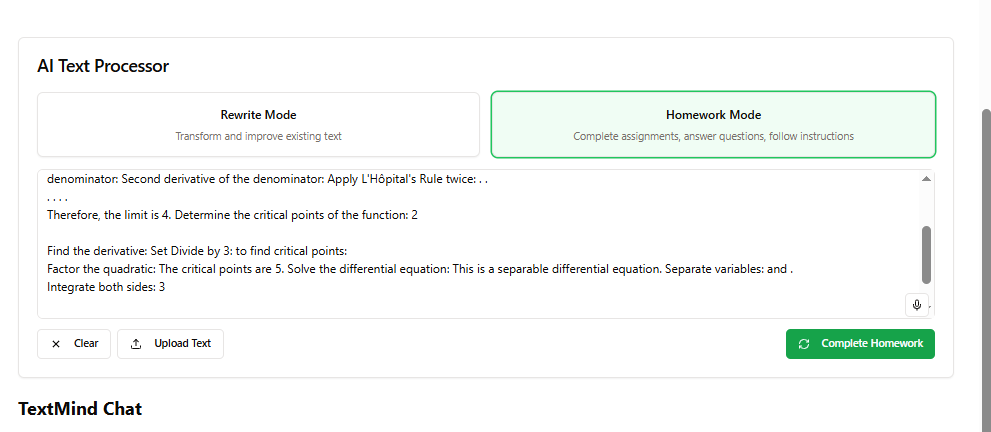 AI Text Processor
Rewrite Mode
Transform and improve existing text
Homework Mode
Complete assignments, answer questions, follow instructions
denominator: Second derivative of the denominator: Apply L'Hôpital's Rule twice: . .
. . . .
Therefore, the limit is 4. Determine the critical points of the function: 2
Find the derivative: Set Divide by 3: to find critical points:
Factor the quadratic: The critical points are 5. Solve the differential equation: This is a separable differential equation. Separate variables: and .
Integrate both sides: 3
Clear
Upload Text
Complete Homework
TextMind Chat